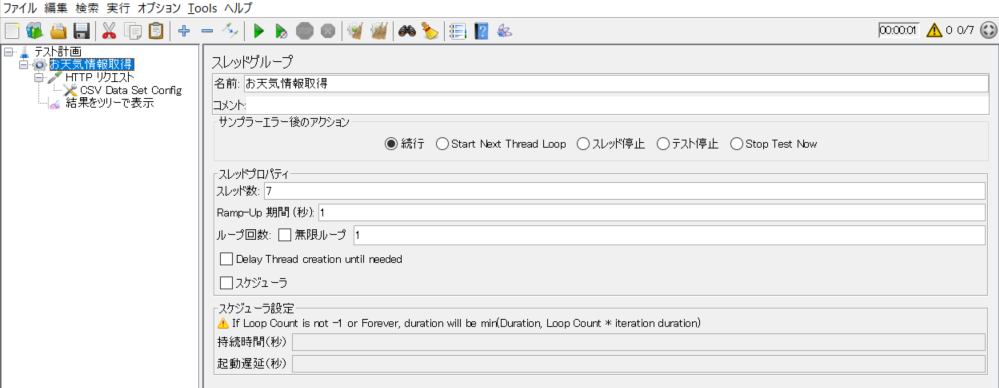 ファイル 編集 検索 実行 オプション Tools ヘルプ
00:00:01 0 0/7
テスト計画
お天気情報取得
HTTP リクエスト
CSV Data Set Config
結果をツリーで表示
スレッドグループ
名前: お天気情報取得
コメント:
サンプラーエラー後のアクション
続行 Start Next Thread Loop スレッド停止 テスト停止 Stop Test Now
スレッドプロパティ
スレッド数: 7
Ramp-Up 期間 (秒): 1
ループ回数: 無限ループ 1
Delay Thread creation until needed
スケジューラ
スケジューラ設定
If Loop Count is not -1 or Forever, duration will be min(Duration, Loop Count * iteration duration)
持続時間(秒)
起動遅延(秒)